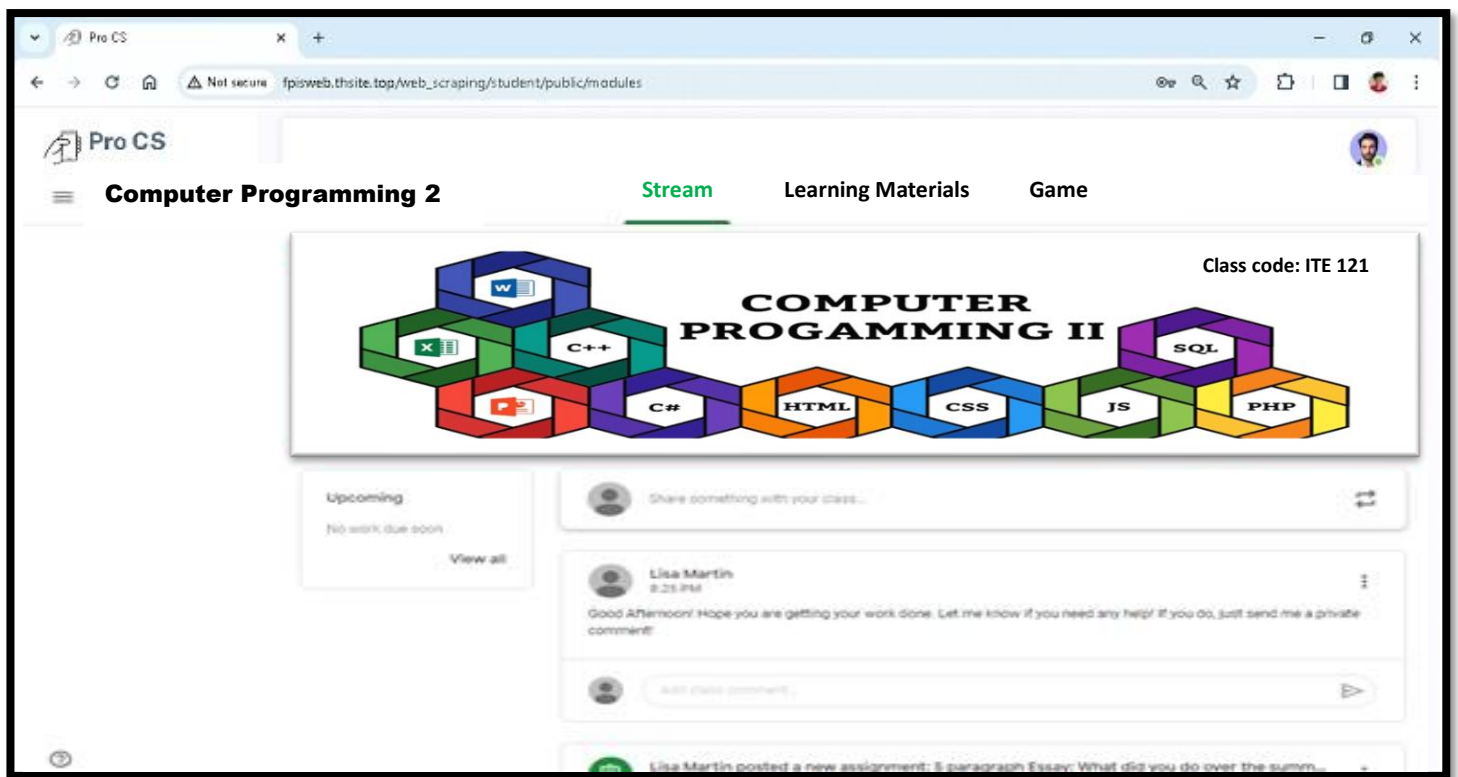 Pro CS
Not secure fpisweb.thsite.top/web_scraping/student/public/modules
Pro CS
Computer Programming 2 Stream Learning Materials Game
Class code: ITE 121
COMPUTER
PROGAMMING II
W
X
C++
SQL
P
C#
HTML
CSS
JS
PHP
Upcoming
No work due soon
View all
Share something with your class...
Lisa Martin
8:25 PM
Good Afternoon! Hope you are getting your work done. Let me know if you need any help! If you do, just send me a private
comment!
Add class comment...
Lisa Martin posted a new assignment: 5 paragraph Essay: What did you do over the summ...